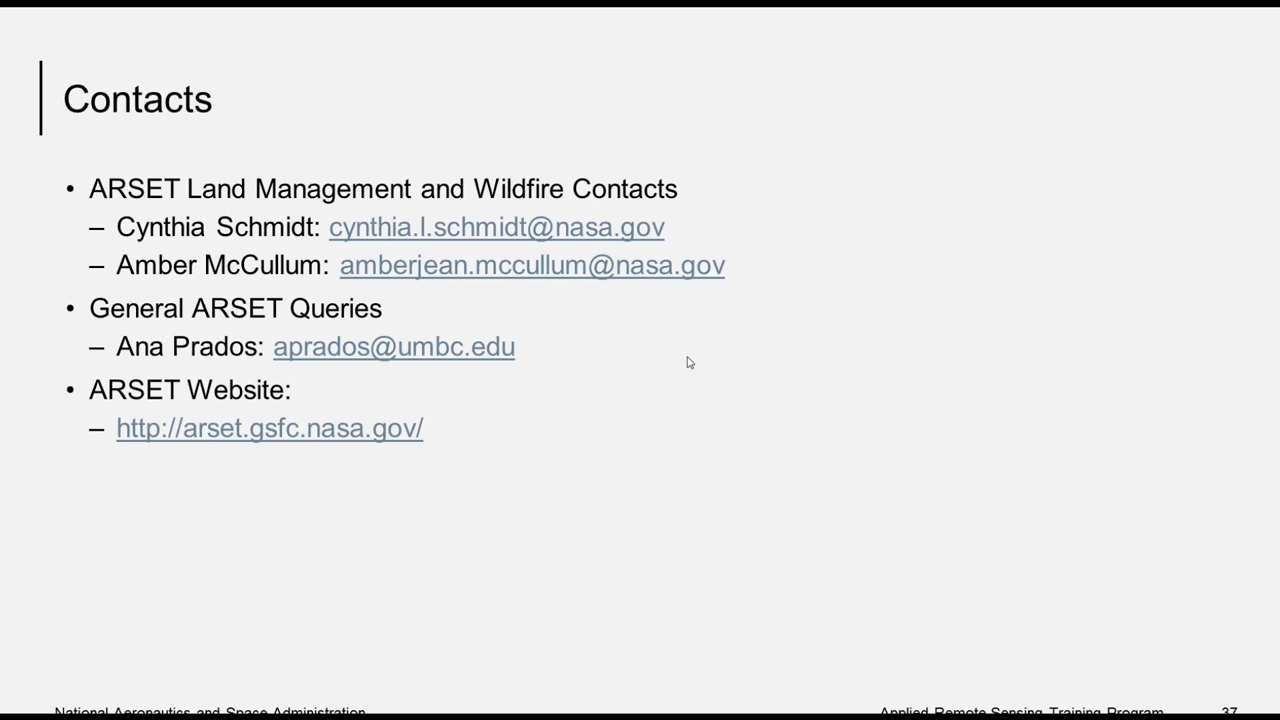 Contacts
• ARSET Land Management and Wildfire Contacts
– Cynthia Schmidt: cynthia.l.schmidt@nasa.gov
– Amber McCullum: amberjean.mccullum@nasa.gov
• General ARSET Queries
– Ana Prados: aprados@umbc.edu
• ARSET Website:
– http://arset.gsfc.nasa.gov/
National Aeronautics and Space Administration
Applied Remote Sensing Training Program
37